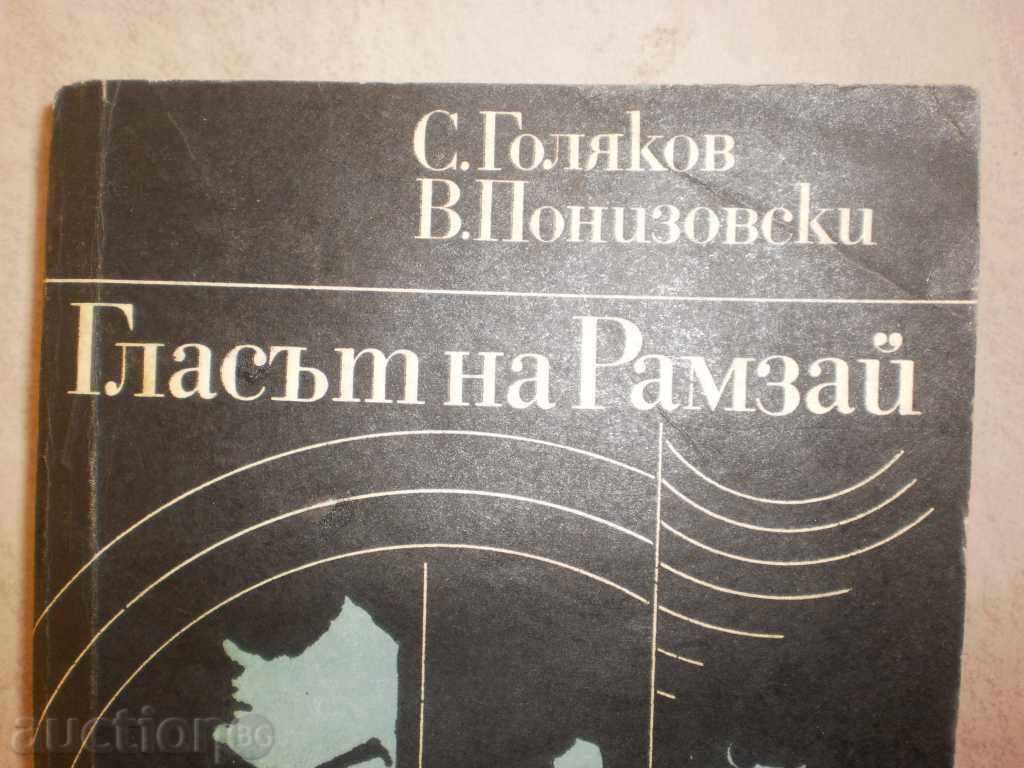 С. Голяков
В. Понизовски
Гласът на Рамзай
auction.BG